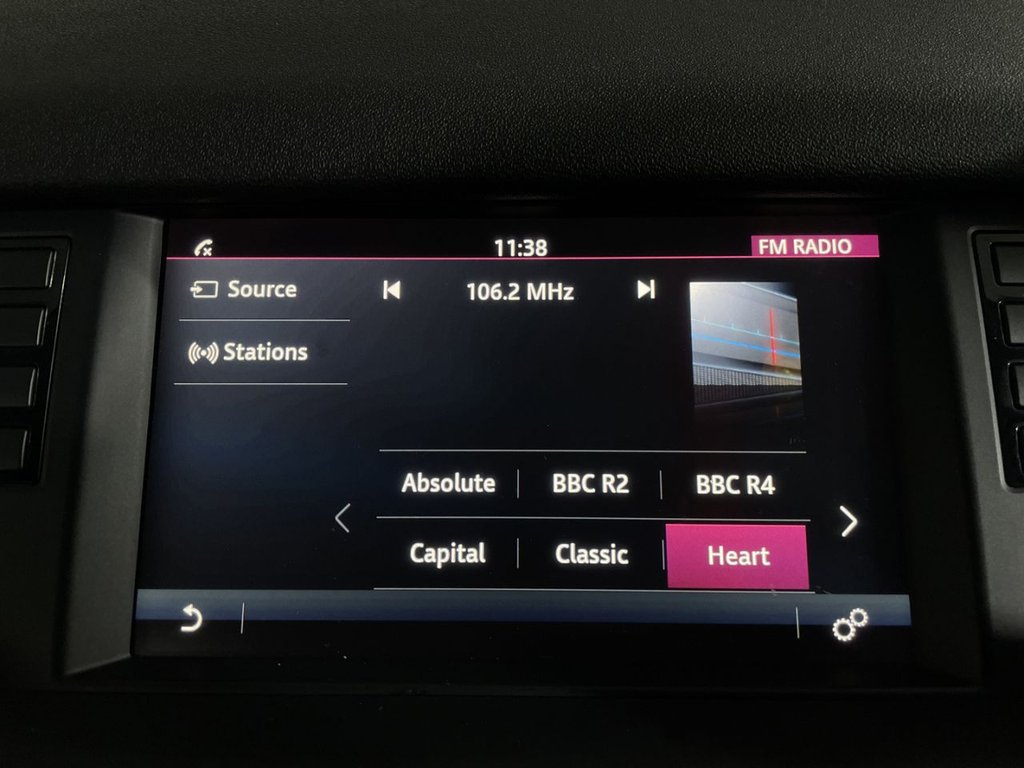 11:38
FM RADIO
Source
106.2 MHz
Stations
Absolute
BBC R2
BBC R4
Capital
Classic
Heart